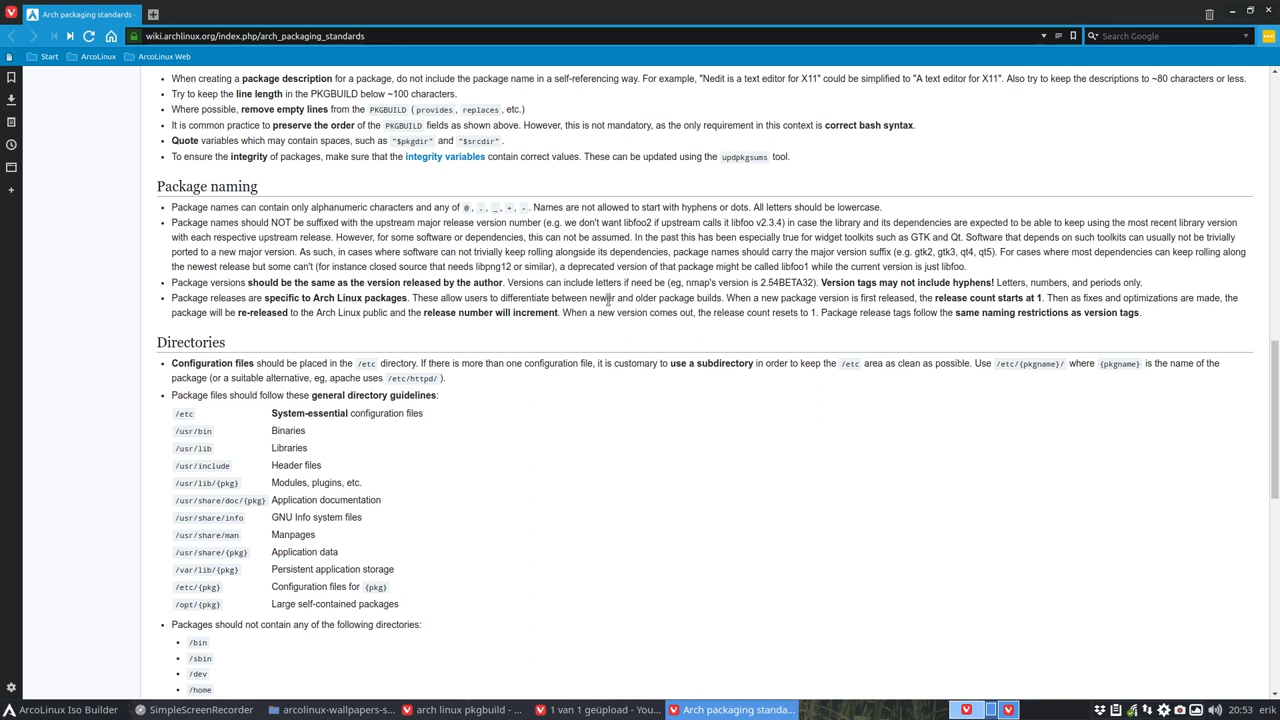 Arch packaging standards -
wiki.archlinux.org/index.php/arch_packaging_standards
Search Google
Start ArcoLinux ArcoLinux Web
• When creating a package description for a package, do not include the package name in a self-referencing way. For example, "Nedit is a text editor for X11" could be simplified to "A text editor for X11". Also try to keep the descriptions to ~80 characters or less.
• Try to keep the line length in the PKGBUILD below ~100 characters.
• Where possible, remove empty lines from the PKGBUILD (provides, replaces, etc.)
• It is common practice to preserve the order of the PKGBUILD fields as shown above. However, this is not mandatory, as the only requirement in this context is correct bash syntax.
• Quote variables which may contain spaces, such as "$pkgdir" and "$srcdir".
• To ensure the integrity of packages, make sure that the integrity variables contain correct values. These can be updated using the updpkgsums tool.
Package naming
• Package names can contain only alphanumeric characters and any of @, ., _, +, -. Names are not allowed to start with hyphens or dots. All letters should be lowercase.
• Package names should NOT be suffixed with the upstream major release version number (e.g. we don't want libfoo2 if upstream calls it libfoo v2.3.4) in case the library and its dependencies are expected to be able to keep using the most recent library version
with each respective upstream release. However, for some software or dependencies, this can not be assumed. In the past this has been especially true for widget toolkits such as GTK and Qt. Software that depends on such toolkits can usually not be trivially
ported to a new major version. As such, in cases where software can not trivially keep rolling alongside its dependencies, package names should carry the major version suffix (e.g. gtk2, gtk3, qt4, qt5). For cases where most dependencies can keep rolling along
the newest release but some can't (for instance closed source that needs libpng12 or similar), a deprecated version of that package might be called libfoo1 while the current version is just libfoo.
• Package versions should be the same as the version released by the author. Versions can include letters if need be (eg, nmap's version is 2.54BETA32). Version tags may not include hyphens! Letters, numbers, and periods only.
• Package releases are specific to Arch Linux packages. These allow users to differentiate between newer and older package builds. When a new package version is first released, the release count starts at 1. Then as fixes and optimizations are made, the
package will be re-released to the Arch Linux public and the release number will increment. When a new version comes out, the release count resets to 1. Package release tags follow the same naming restrictions as version tags.
Directories
• Configuration files should be placed in the /etc directory. If there is more than one configuration file, it is customary to use a subdirectory in order to keep the /etc area as clean as possible. Use /etc/{pkgname}/ where {pkgname} is the name of the
package (or a suitable alternative, eg, apache uses /etc/httpd/).
• Package files should follow these general directory guidelines:
/etc System-essential configuration files
/usr/bin Binaries
/usr/lib Libraries
/usr/include Header files
/usr/lib/{pkg} Modules, plugins, etc.
/usr/share/doc/{pkg} Application documentation
/usr/share/info GNU Info system files
/usr/share/man Manpages
/usr/share/{pkg} Application data
/var/lib/{pkg} Persistent application storage
/etc/{pkg} Configuration files for {pkg}
/opt/{pkg} Large self-contained packages
• Packages should not contain any of the following directories:
• /bin
• /sbin
• /dev
• /home
ArcoLinux Iso Builder SimpleScreenRecorder arcolinux-wallpapers-s... arch linux pkgbuild - ... 1 van 1 geüpload - You... Arch packaging standa... 20:53 erik